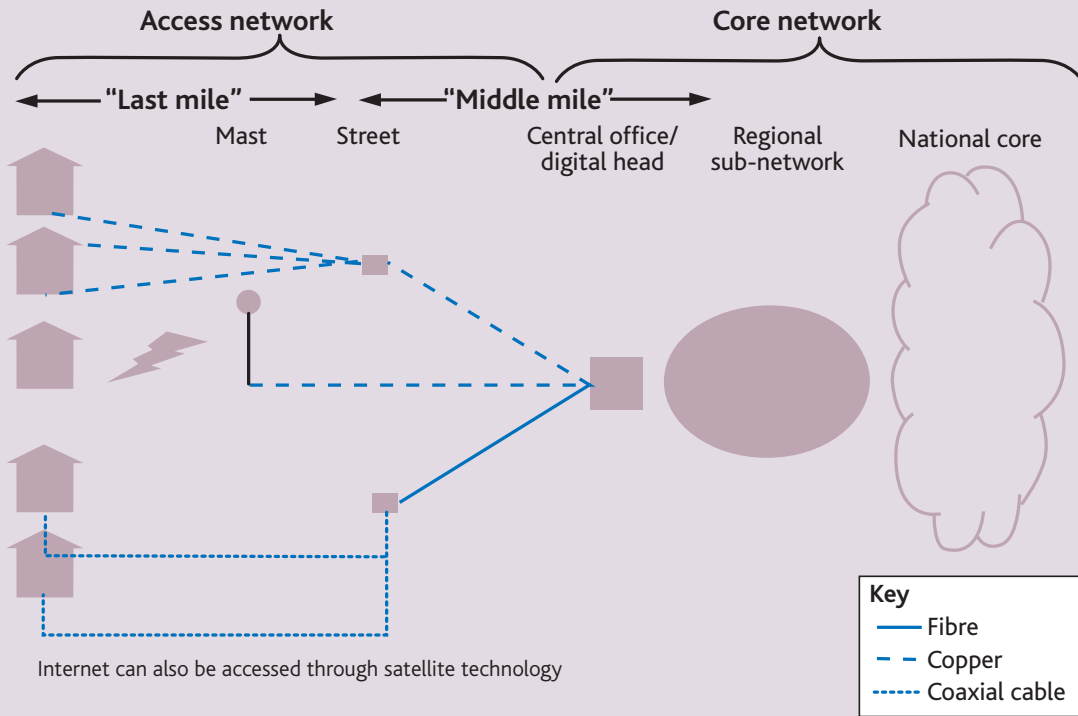 Access network
Core network
“Last mile”
“Middle mile”
Mast
Street
Central office/
digital head
Regional
sub-network
National core
Internet can also be accessed through satellite technology
Key
Fibre
Copper
Coaxial cable